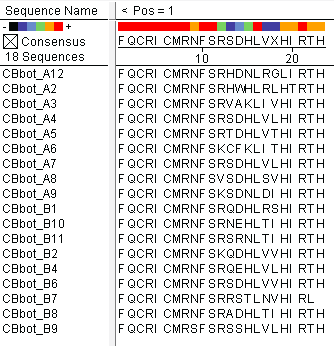 Sequence Name < Pos = 1
- +
Consensus FQCRI CMRNFSRSDHLVXHIRTH
18 Sequences 10 20
CBbot_A12 FQCRI CMRNFSRHDNLRGLI RTH
CBbot_A2 FQCRI CMRNFSRHWHLRLHTRTH
CBbot_A3 FQCRI CMRNFSRVAKLI VHI RTH
CBbot_A4 FQCRI CMRNFSRSDHLVLHI RTH
CBbot_A5 FQCRI CMRNFSRTDHLVTHI RTH
CBbot_A6 FQCRI CMRNFSKCFKLI THI RTH
CBbot_A7 FQCRI CMRNFSRSDHLVLHI RTH
CBbot_A8 FQCRI CMRNFSVSDHLSVHI RTH
CBbot_A9 FQCRI CMRNFSKSDNLDI HI RTH
CBbot_B1 FQCRI CMRNFSRQDHLRSHI RTH
CBbot_B10 FQCRI CMRNFSRNEHLTI HI RTH
CBbot_B11 FQCRI CMRNFSRSRNLTI HI RTH
CBbot_B2 FQCRI CMRNFSKQDHLVVHI RTH
CBbot_B4 FQCRI CMRNFSRQEHLVLHI RTH
CBbot_B6 FQCRI CMRNFSRSDHLVVHI RTH
CBbot_B7 FQCRI CMRNFSRRSTLNVHI RL
CBbot_B8 FQCRI CMRNFSRADHLTI HI RTH
CBbot_B9 FQCRI CMRSFSRSSHLVLHI RTH